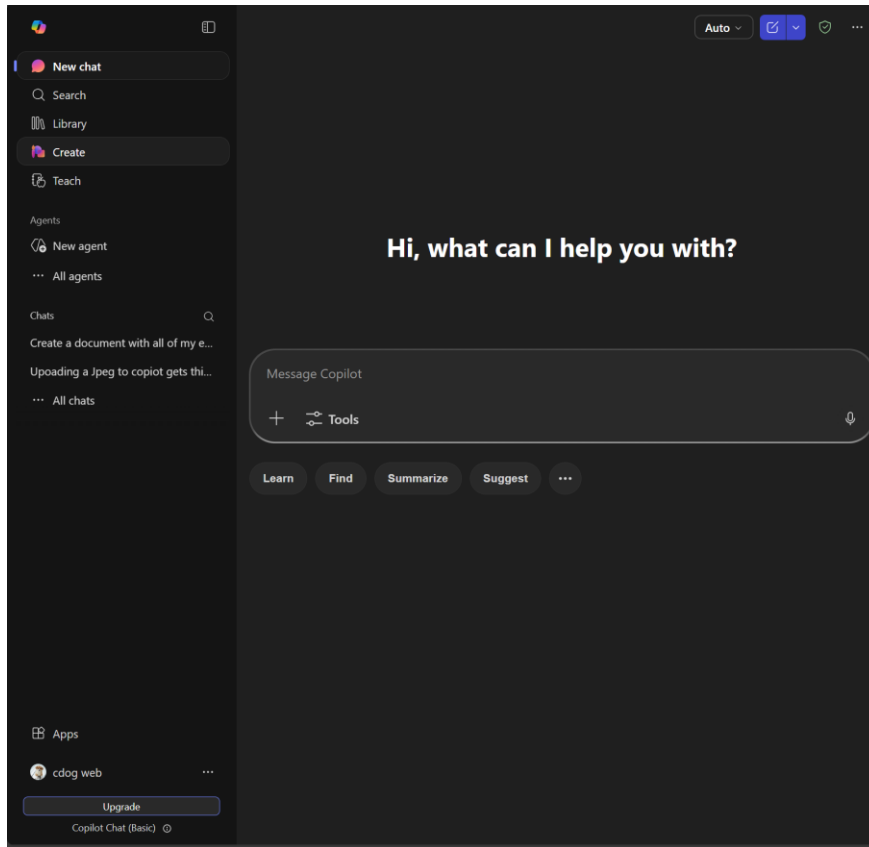 New chat
Search
Library
Create
Teach
Agents
New agent
All agents
Chats
Create a document with all of my e...
Upoading a Jpeg to copiot gets thi...
All chats
Apps
cdog web
Upgrade
Copilot Chat (Basic)
Auto
Hi, what can I help you with?
Message Copilot
Tools
Learn
Find
Summarize
Suggest